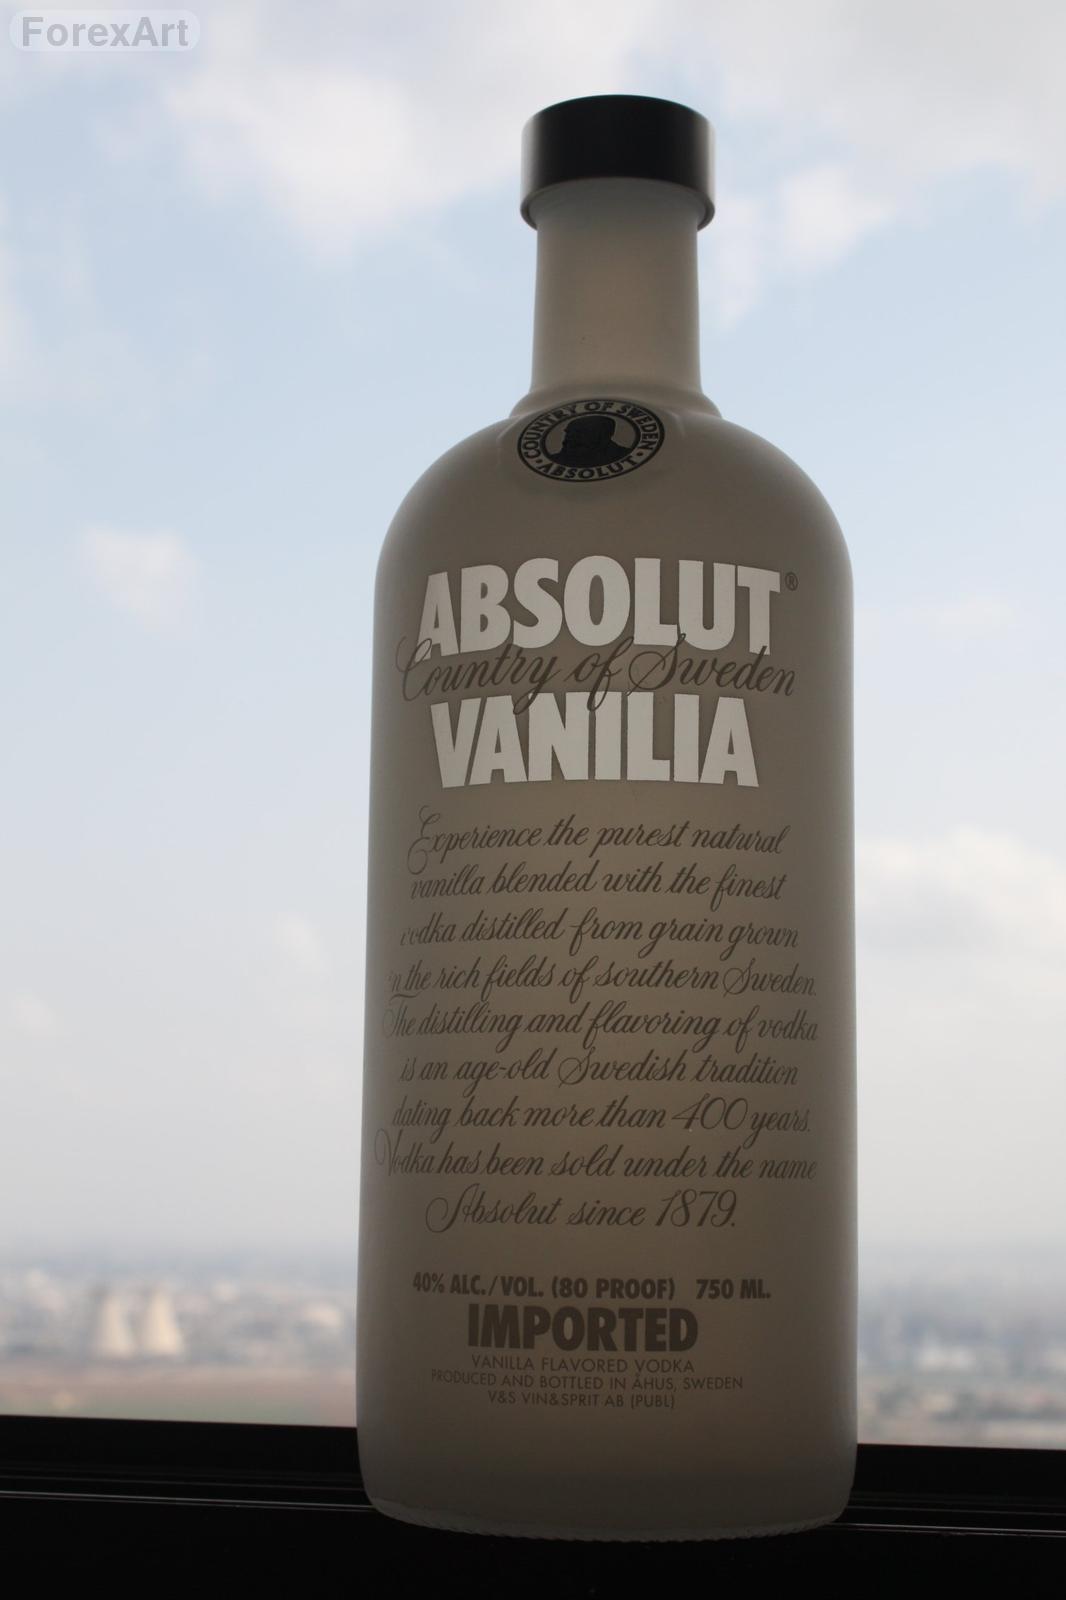 ForexArt
COUNTRY OF SWEDEN
ABSOLUT
ABSOLUT®
Country of Sweden
VANILIA
Experience the purest natural
vanilla blended with the finest
vodka distilled from grain grown
in the rich fields of southern Sweden.
The distilling and flavoring of vodka
is an age-old Swedish tradition
dating back more than 400 years.
Vodka has been sold under the name
Absolut since 1879.
40% ALC./VOL. (80 PROOF) 750 ML.
IMPORTED
VANILLA FLAVORED VODKA
PRODUCED AND BOTTLED IN ÅHUS, SWEDEN
V&S VIN&SPRIT AB (PUBL)